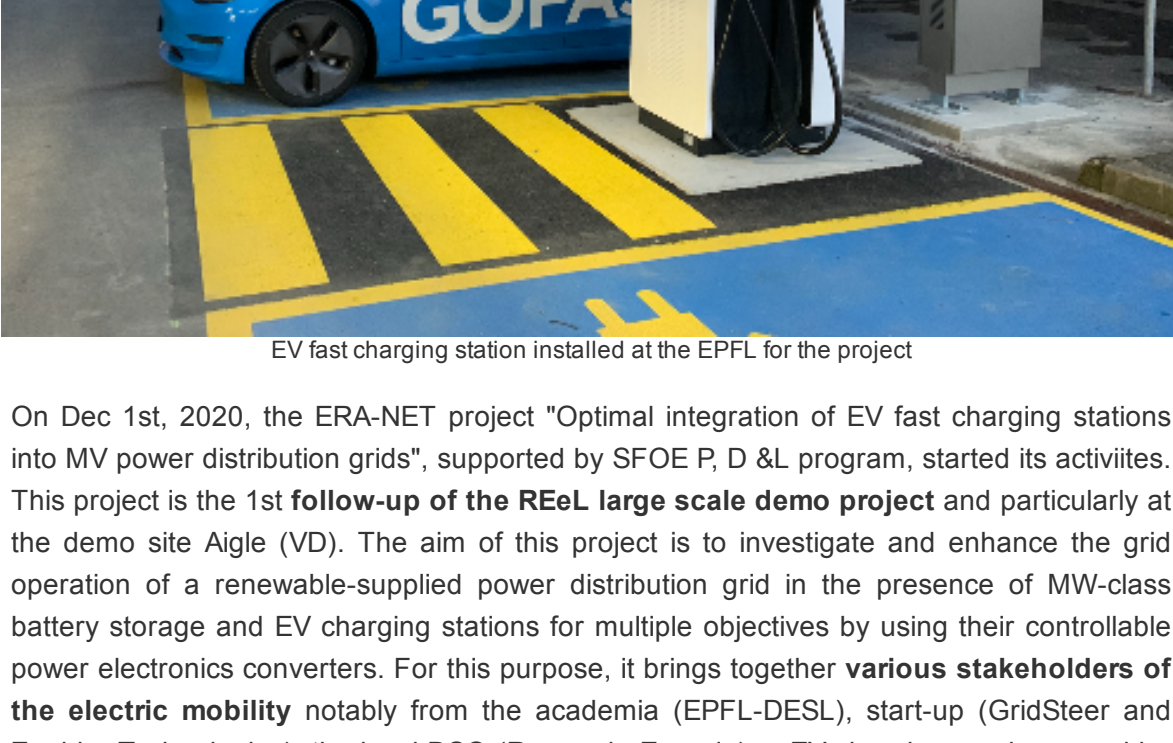 GOFAS
EV fast charging station installed at the EPFL for the project
On Dec 1st, 2020, the ERA-NET project "Optimal integration of EV fast charging stations
into MV power distribution grids", supported by SFOE P, D &L program, started its activiites.
This project is the 1st follow-up of the REeL large scale demo project and particularly at
the demo site Aigle (VD). The aim of this project is to investigate and enhance the grid
operation of a renewable-supplied power distribution grid in the presence of MW-class
battery storage and EV charging stations for multiple objectives by using their controllable
power electronics converters. For this purpose, it brings together various stakeholders of
the electric mobility notably from the academia (EPFL-DESL), start-up (GridSteer and